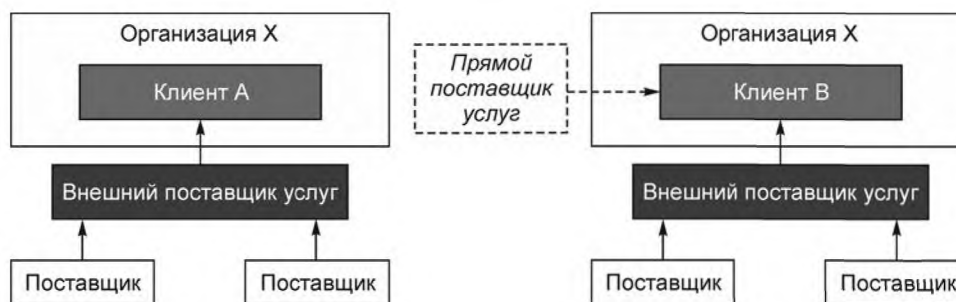 Организация X
Клиент A
Внешний поставщик услуг
Поставщик
Поставщик
Прямой
поставщик
услуг
Организация X
Клиент B
Внешний поставщик услуг
Поставщик
Поставщик